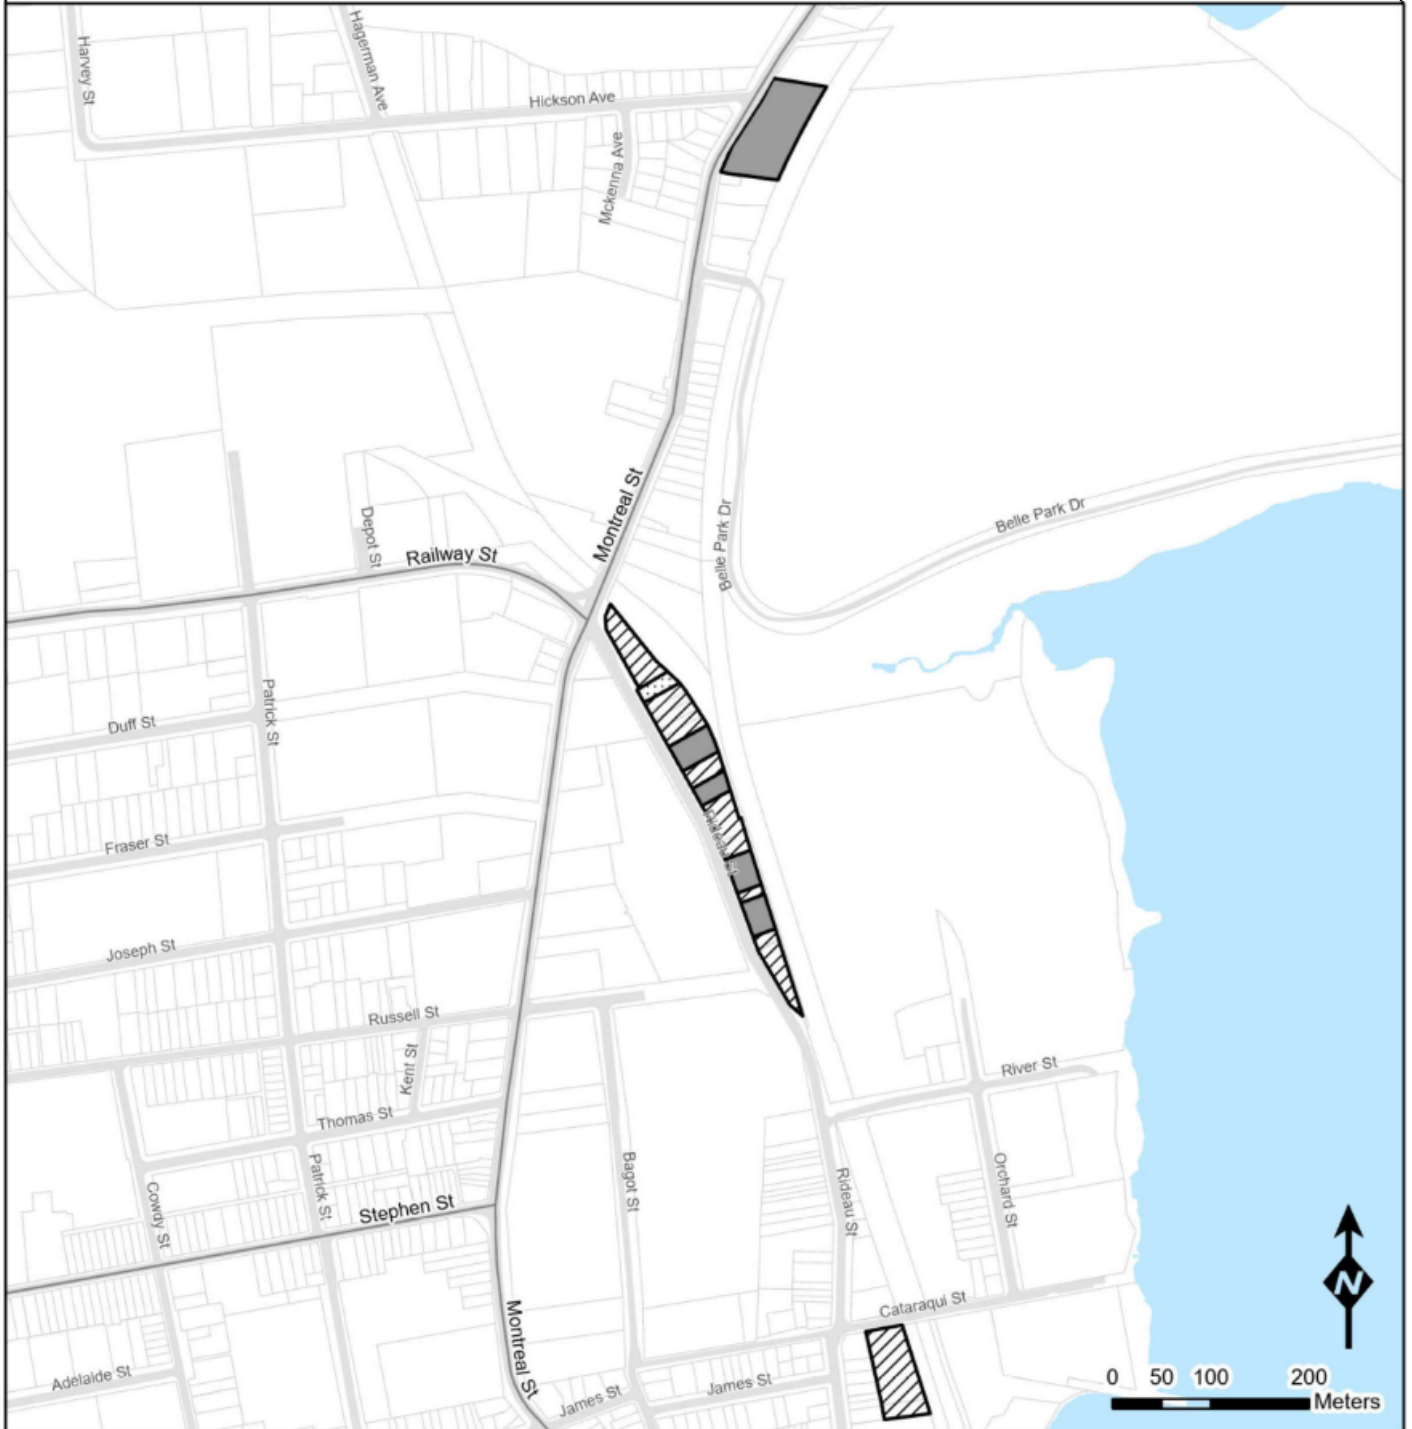 Harvey St
Hagerman Ave
Hickson Ave
Mckenna Ave
Montreal St
Belle Park Dr
Belle Park Dr
Depot St
Railway St
Patrick St
Duff St
Fraser St
Rideau St
Joseph St
Russell St
Kent St
Thomas St
River St
Patrick St
Bagot St
Rideau St
Orchard St
Cowdy St
Stephen St
Cataraqui St
Montreal St
Adelaide St
James St
James St
N
0 50 100 200
Meters